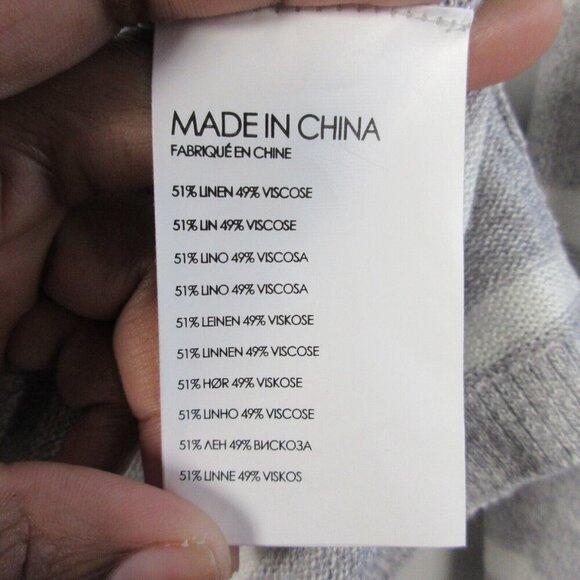 MADE IN CHINA
FABRIQUÉ EN CHINE
51% LINEN 49% VISCOSE
51% LIN 49% VISCOSE
51% LINO 49% VISCOSA
51% LINO 49% VISCOSA
51% LEINEN 49% VISKOSE
51% LINNEN 49% VISCOSE
51% HØR 49% VISKOSE
51% LINHO 49% VISCOSE
51% ЛЕН 49% ВИСКОЗА
51% LINNE 49% VISKOS